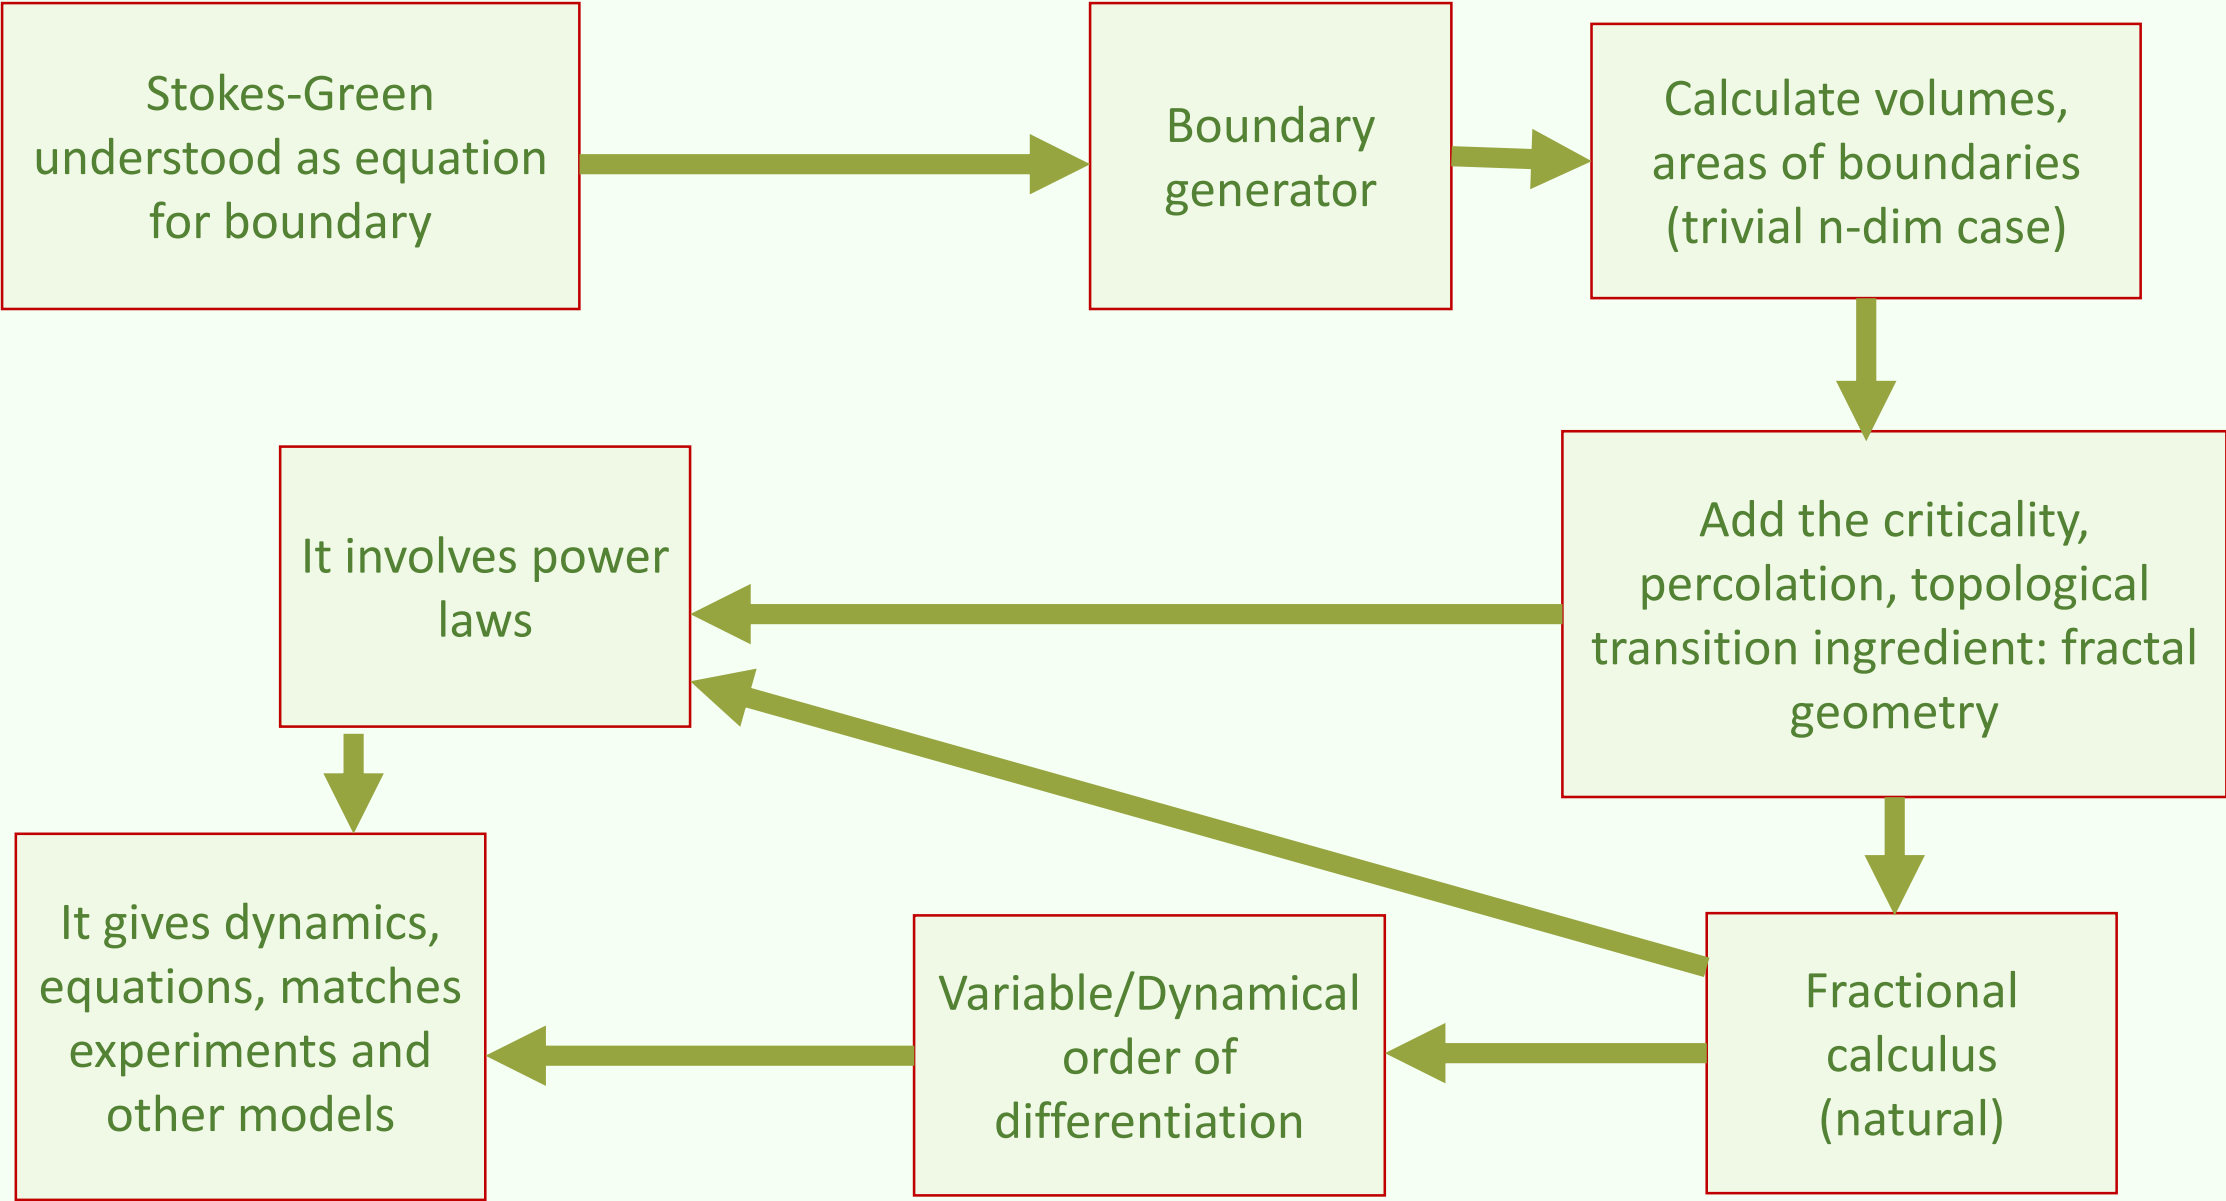 Stokes-Green
understood as equation
for boundary
Boundary
generator
Calculate volumes,
areas of boundaries
(trivial n-dim case)
Add the criticality,
percolation, topological
transition ingredient: fractal
geometry
It involves power
laws
Fractional
calculus
(natural)
Variable/Dynamical
order of
differentiation
It gives dynamics,
equations, matches
experiments and
other models